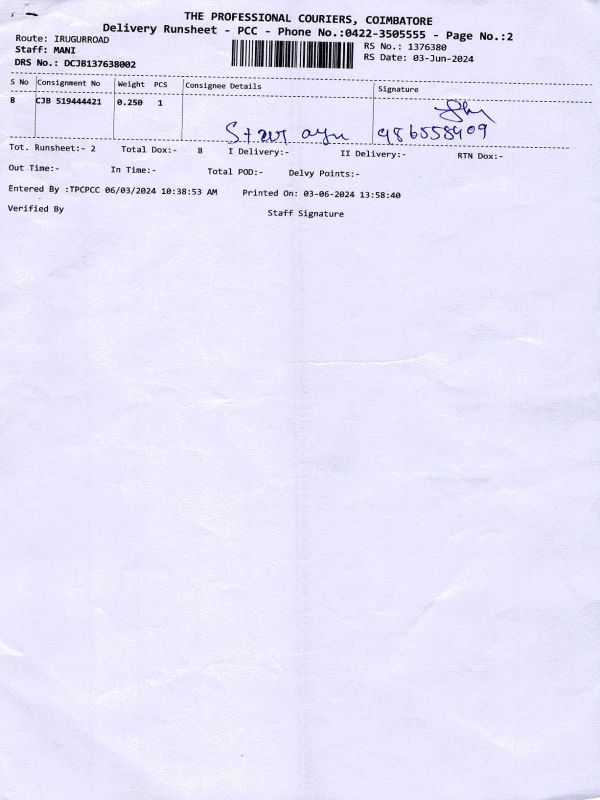 THE PROFESSIONAL COURIERS, COIMBATORE
Delivery Runsheet - PCC - Phone No.:0422-3505555 - Page No.:2
Route: IRUGURROAD
RS No.: 1376380
Staff: MANI
RS Date: 03-Jun-2024
DRS No.: DCJB137638002
S No Consignment No Weight PCS Consignee Details Signature
8 CJB 519444421 0.250 1
986558409
Tot. Runsheet:- 2 Total Dox:- 8 I Delivery:- II Delivery:- RTN Dox:-
Out Time:- In Time:- Total POD:- Delvy Points:-
Entered By :TPCPCC 06/03/2024 10:38:53 AM Printed On: 03-06-2024 13:58:40
Verified By Staff Signature